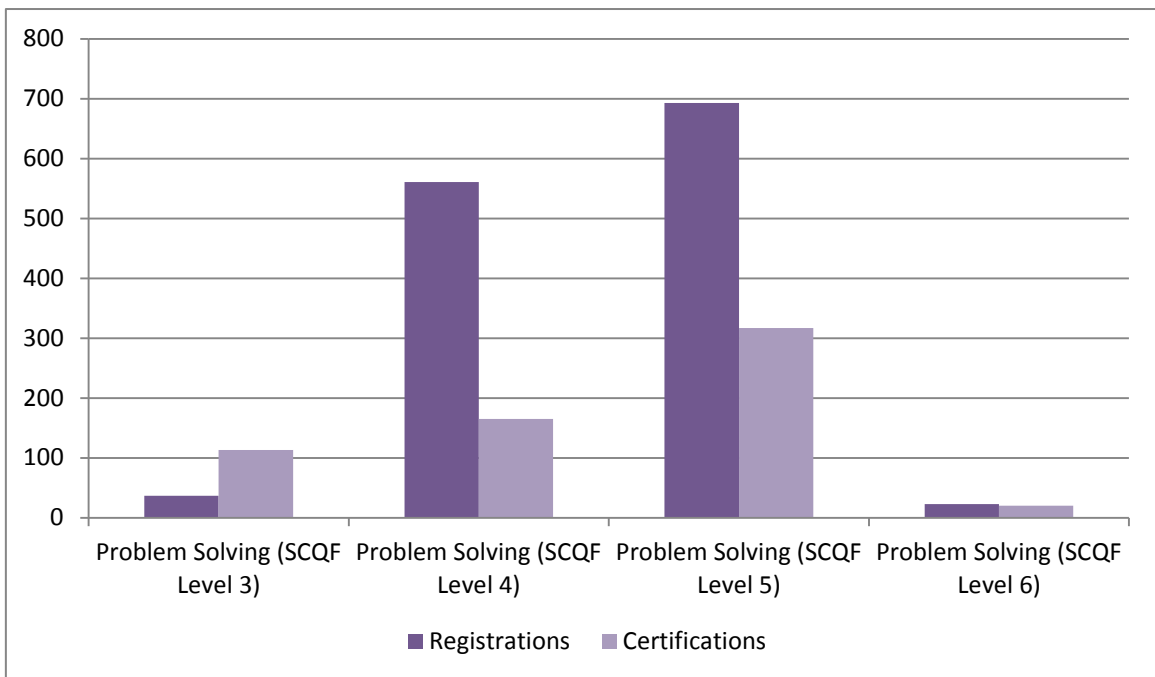 800
700
600
500
400
300
200
100
0
Problem Solving (SCQF
Level 3)
Problem Solving (SCQF
Level 4)
Problem Solving (SCQF
Level 5)
Problem Solving (SCQF
Level 6)
Registrations
Certifications